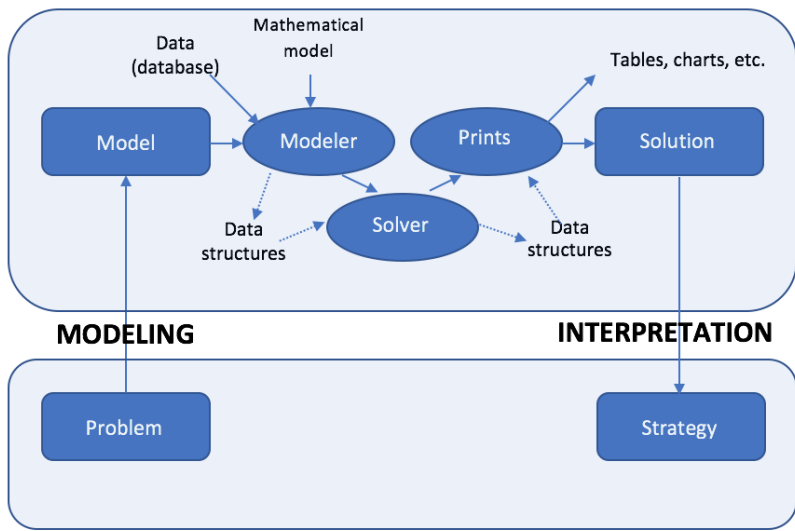 Mathematical
model
Data
(database)
Tables, charts, etc.
Model
Modeler
Prints
Solution
Solver
Data
structures
Data
structures
MODELING
INTERPRETATION
Problem
Strategy